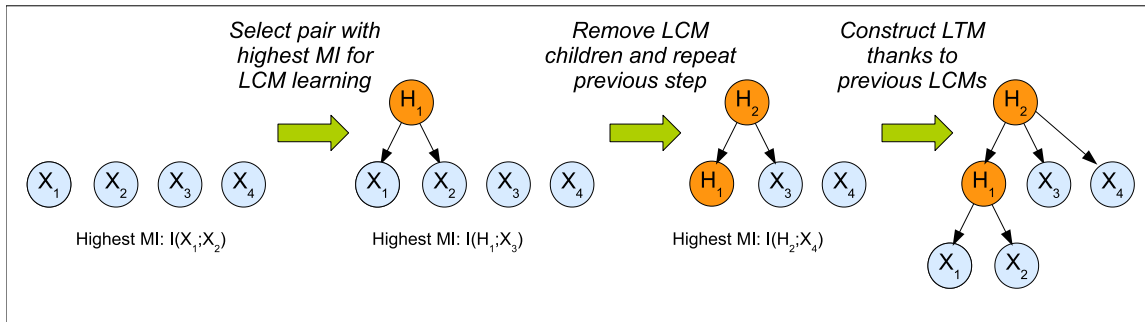 Select pair with
highest MI for
LCM learning
Remove LCM
children and repeat
previous step
Construct LTM
thanks to
previous LCMs
H₁
H₂
H₂
X₁ X₂ X₃ X₄
X₁ X₂ X₃ X₄
H₁ X₃ X₄
H₁ X₃ X₄
Highest MI: I(X₁;X₂)
Highest MI: I(H₁;X₃)
Highest MI: I(H₂;X₄)
X₁ X₂